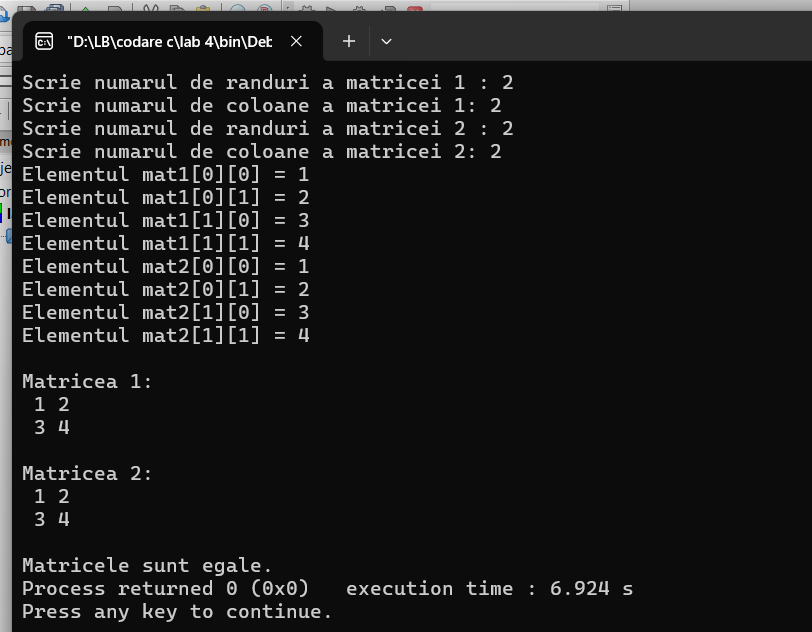 "D:\LB\codare c\lab 4\bin\Deb
Scrie numarul de randuri a matricei 1 : 2
Scrie numarul de coloane a matricei 1: 2
Scrie numarul de randuri a matricei 2 : 2
Scrie numarul de coloane a matricei 2: 2
Elementul mat1[0][0] = 1
Elementul mat1[0][1] = 2
Elementul mat1[1][0] = 3
Elementul mat1[1][1] = 4
Elementul mat2[0][0] = 1
Elementul mat2[0][1] = 2
Elementul mat2[1][0] = 3
Elementul mat2[1][1] = 4
Matricea 1:
1 2
3 4
Matricea 2:
1 2
3 4
Matricele sunt egale.
Process returned 0 (0x0)   execution time : 6.924 s
Press any key to continue.